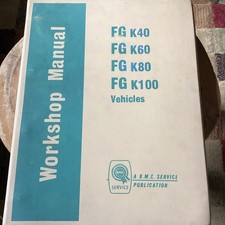 Workshop Manual
FG K40
FG K60
FG K80
FG K100
Vehicles
SERVICE
A B.M.C. SERVICE
PUBLICATION